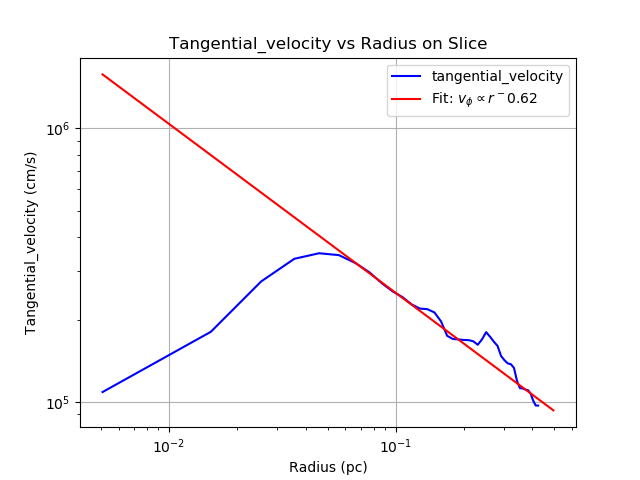 Tangential_velocity vs Radius on Slice
tangential_velocity
Fit: $v_\phi \propto r^-0.62$
10^6
10^5
Tangential_velocity (cm/s)
10^-2
10^-1
Radius (pc)